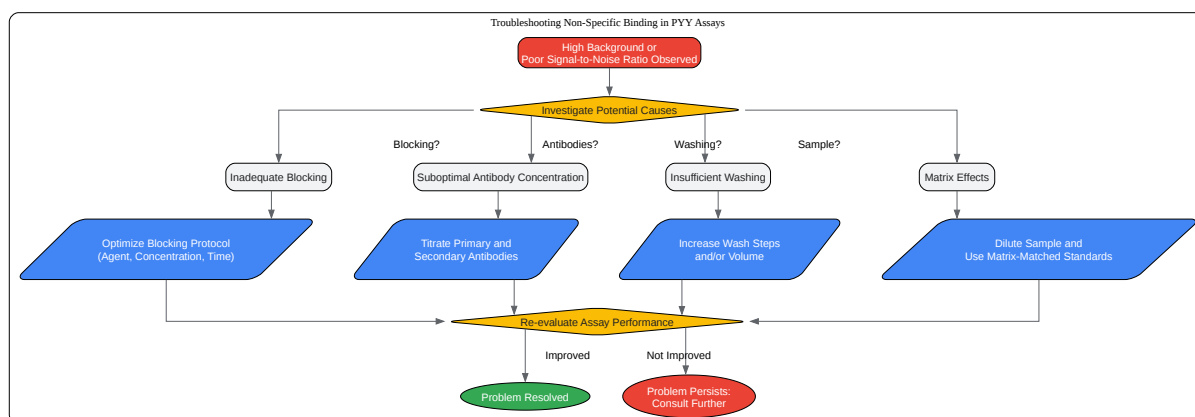 Troubleshooting Non-Specific Binding in PYY Assays
High Background or
Poor Signal-to-Noise Ratio Observed
Investigate Potential Causes
Blocking?
Antibodies?
Washing?
Sample?
Inadequate Blocking
Suboptimal Antibody Concentration
Insufficient Washing
Matrix Effects
Optimize Blocking Protocol
(Agent, Concentration, Time)
Titrate Primary and
Secondary Antibodies
Increase Wash Steps
and/or Volume
Dilute Sample and
Use Matrix-Matched Standards
Re-evaluate Assay Performance
Improved
Not Improved
Problem Resolved
Problem Persists:
Consult Further